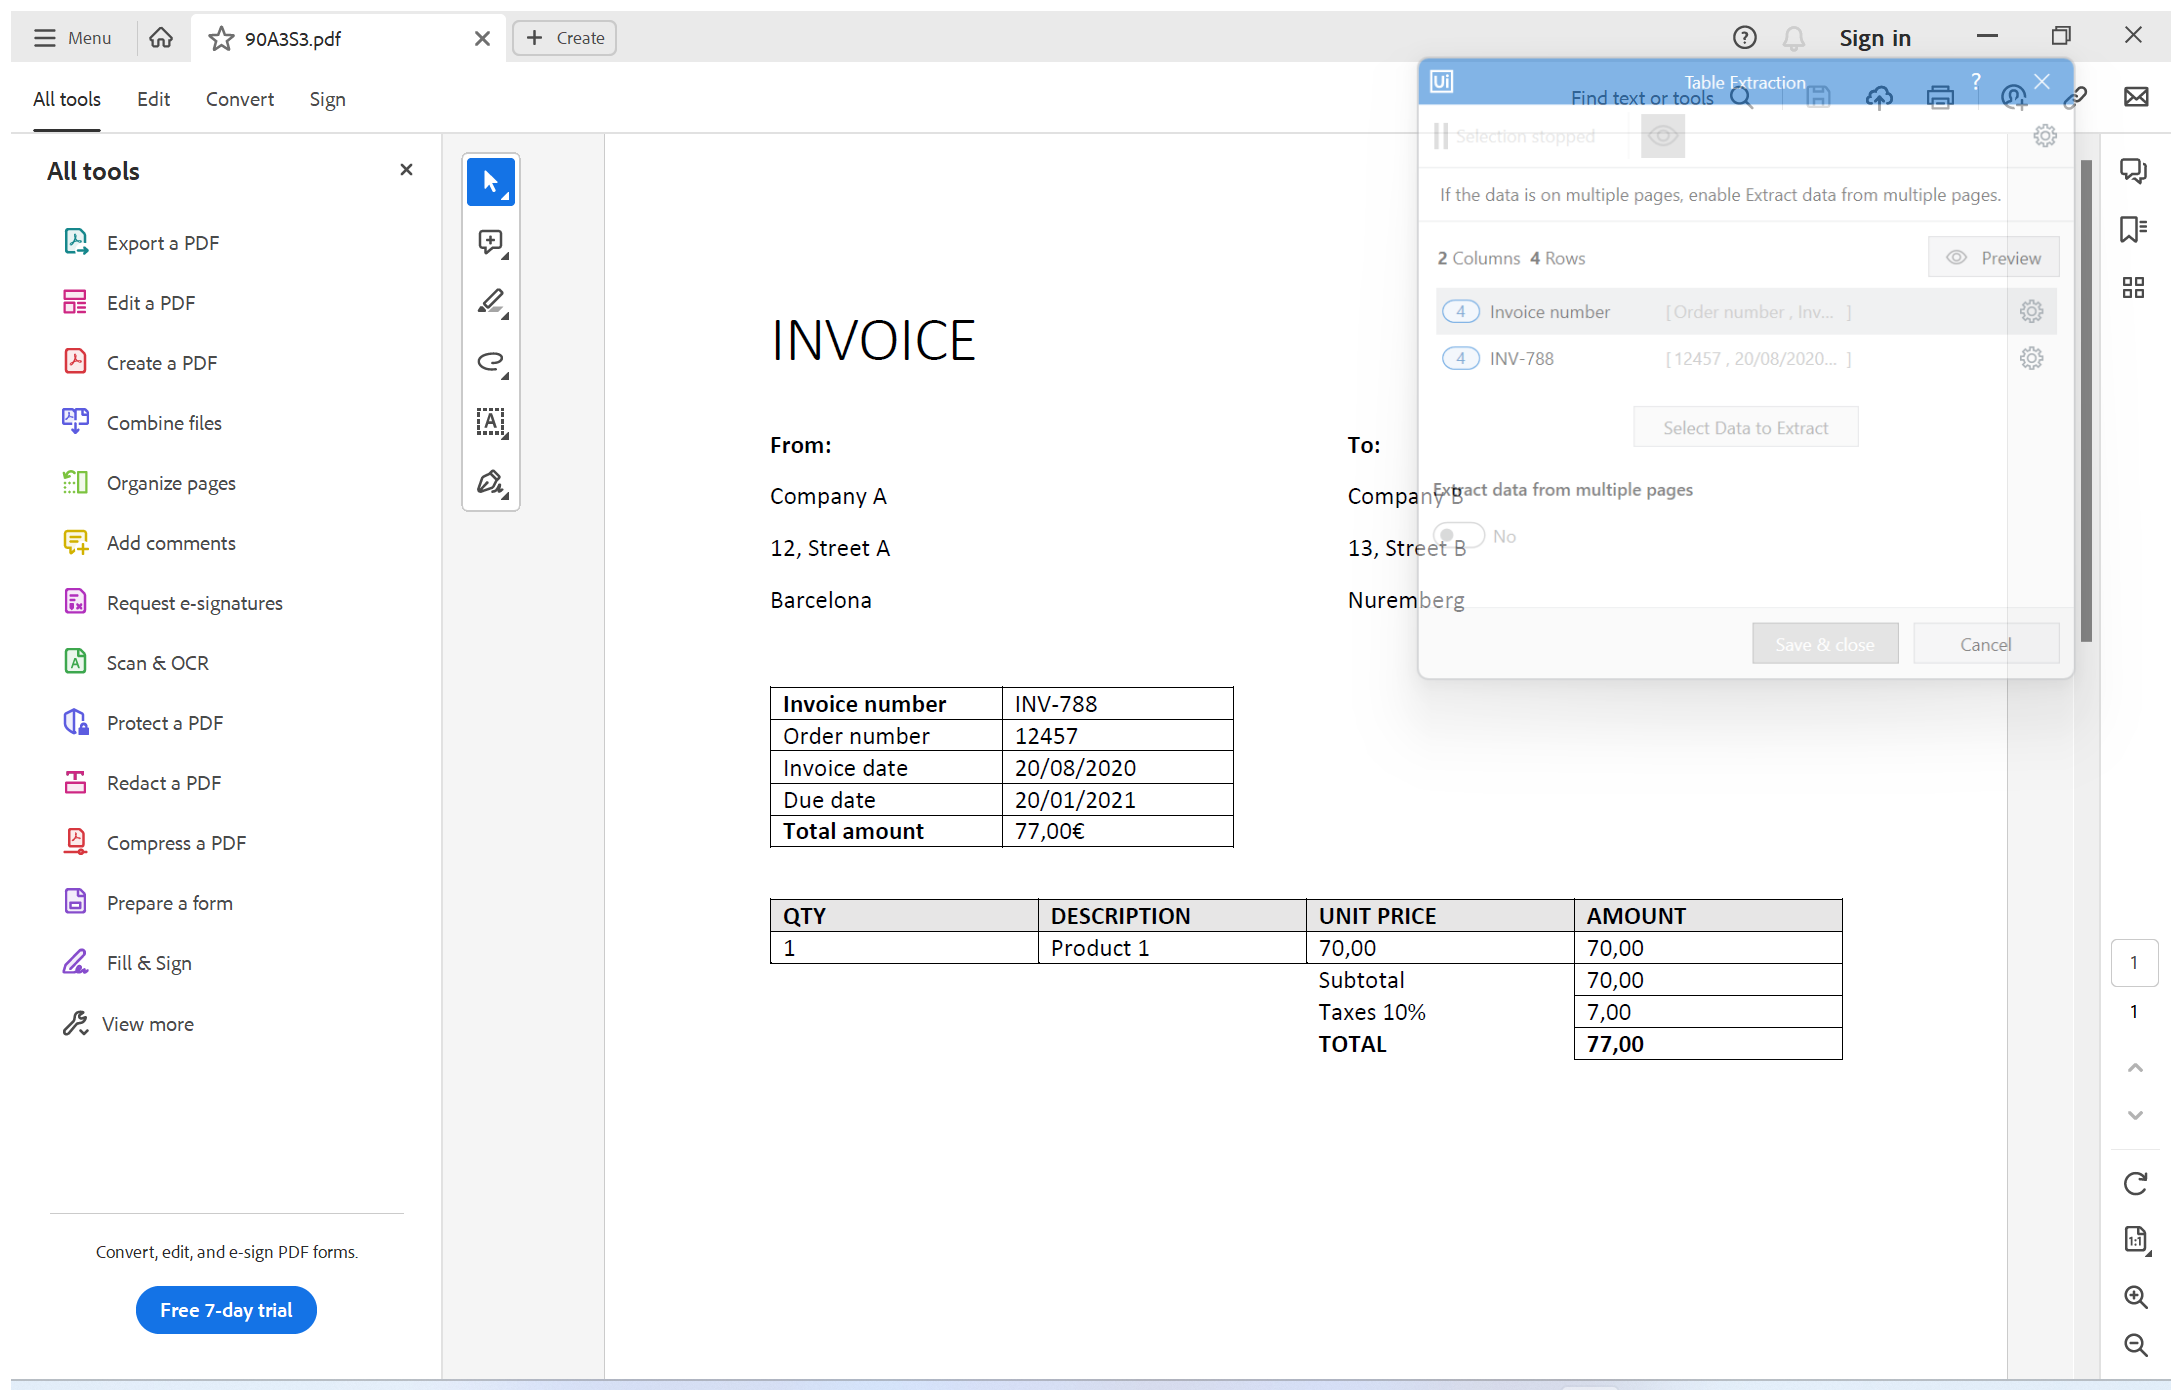 Menu
90A3S3.pdf
Create
Sign in
All tools
Edit
Convert
Sign
Find text or tools
All tools
Export a PDF
Edit a PDF
Create a PDF
Combine files
Organize pages
Add comments
Request e-signatures
Scan & OCR
Protect a PDF
Redact a PDF
Compress a PDF
Prepare a form
Fill & Sign
View more
Convert, edit, and e-sign PDF forms.
Free 7-day trial
INVOICE
From:
Company A
12, Street A
Barcelona
To:
Company B
13, Street B
Nuremberg
Invoice number INV-788
Order number 12457
Invoice date 20/08/2020
Due date 20/01/2021
Total amount 77,00€
QTY DESCRIPTION UNIT PRICE AMOUNT
1 Product 1 70,00 70,00
Subtotal 70,00
Taxes 10% 7,00
TOTAL 77,00
Ui Table Extraction ?
Selection stopped
If the data is on multiple pages, enable Extract data from multiple pages.
2 Columns 4 Rows
Preview
4 Invoice number [ Order number , Inv... ]
4 INV-788 [ 12457 , 20/08/2020... ]
Select Data to Extract
Extract data from multiple pages
No
Save & close
Cancel
1
1
1:1